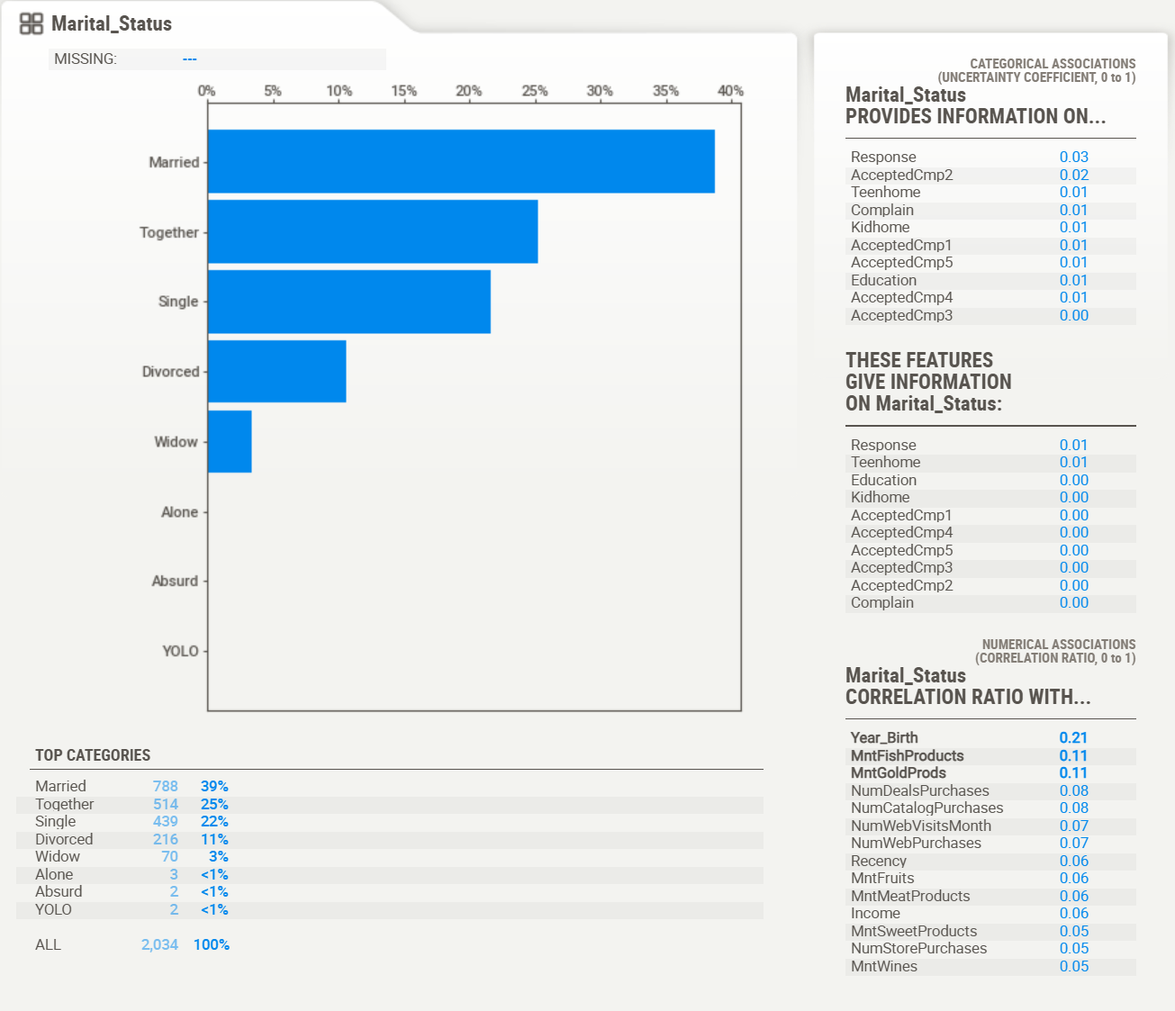 Marital_Status
MISSING: ---
0% 5% 10% 15% 20% 25% 30% 35% 40%
Married
Together
Single
Divorced
Widow
Alone
Absurd
YOLO
TOP CATEGORIES
Married 788 39%
Together 514 25%
Single 439 22%
Divorced 216 11%
Widow 70 3%
Alone 3 <1%
Absurd 2 <1%
YOLO 2 <1%
ALL 2,034 100%
CATEGORICAL ASSOCIATIONS
(UNCERTAINTY COEFFICIENT, 0 to 1)
Marital_Status
PROVIDES INFORMATION ON...
Response 0.03
AcceptedCmp2 0.02
Teenhome 0.01
Complain 0.01
Kidhome 0.01
AcceptedCmp1 0.01
AcceptedCmp5 0.01
Education 0.01
AcceptedCmp4 0.01
AcceptedCmp3 0.00
THESE FEATURES
GIVE INFORMATION
ON Marital_Status:
Response 0.01
Teenhome 0.01
Education 0.00
Kidhome 0.00
AcceptedCmp1 0.00
AcceptedCmp4 0.00
AcceptedCmp5 0.00
AcceptedCmp3 0.00
AcceptedCmp2 0.00
Complain 0.00
NUMERICAL ASSOCIATIONS
(CORRELATION RATIO, 0 to 1)
Marital_Status
CORRELATION RATIO WITH...
Year_Birth 0.21
MntFishProducts 0.11
MntGoldProds 0.11
NumDealsPurchases 0.08
NumCatalogPurchases 0.08
NumWebVisitsMonth 0.07
NumWebPurchases 0.07
Recency 0.06
MntFruits 0.06
MntMeatProducts 0.06
Income 0.06
MntSweetProducts 0.05
NumStorePurchases 0.05
MntWines 0.05